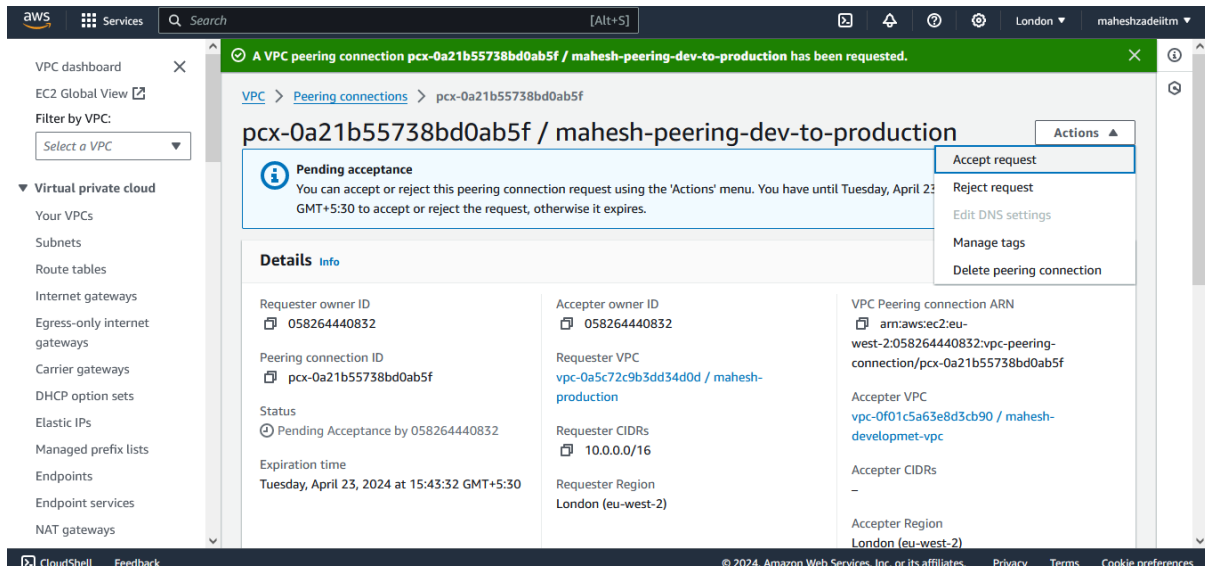 aws
Services
Search
[Alt+S]
London ▼
maheshzadeiitm ▼
VPC dashboard
EC2 Global View
Filter by VPC:
Select a VPC
Virtual private cloud
Your VPCs
Subnets
Route tables
Internet gateways
Egress-only internet
gateways
Carrier gateways
DHCP option sets
Elastic IPs
Managed prefix lists
Endpoints
Endpoint services
NAT gateways
A VPC peering connection pcx-0a21b55738bd0ab5f / mahesh-peering-dev-to-production has been requested.
VPC > Peering connections > pcx-0a21b55738bd0ab5f
pcx-0a21b55738bd0ab5f / mahesh-peering-dev-to-production
Actions ▲
Accept request
Reject request
Edit DNS settings
Manage tags
Delete peering connection
Pending acceptance
You can accept or reject this peering connection request using the 'Actions' menu. You have until Tuesday, April 23
GMT+5:30 to accept or reject the request, otherwise it expires.
Details Info
Requester owner ID
058264440832
Peering connection ID
pcx-0a21b55738bd0ab5f
Status
Pending Acceptance by 058264440832
Expiration time
Tuesday, April 23, 2024 at 15:43:32 GMT+5:30
Accepter owner ID
058264440832
Requester VPC
vpc-0a5c72c9b3dd34d0d / mahesh-
production
Requester CIDRs
10.0.0.0/16
Requester Region
London (eu-west-2)
VPC Peering connection ARN
arn:aws:ec2:eu-
west-2:058264440832:vpc-peering-
connection/pcx-0a21b55738bd0ab5f
Accepter VPC
vpc-0f01c5a63e8d3cb90 / mahesh-
developmet-vpc
Accepter CIDRs
–
Accepter Region
London (eu-west-2)
CloudShell
Feedback
© 2024, Amazon Web Services, Inc. or its affiliates.
Privacy
Terms
Cookie preferences